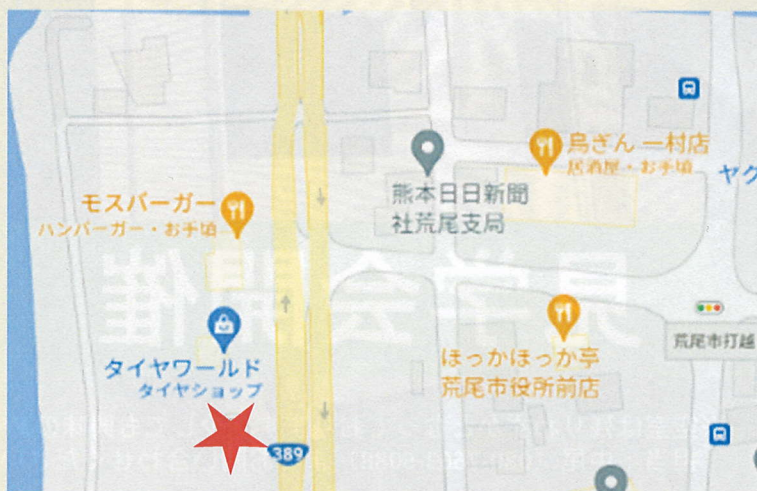 鳥ぎん 一村店
居酒屋・お手頃
ヤク
熊本日日新聞
社荒尾支局
モスバーガー
ハンバーガー・お手頃
ほっかほっか亭
荒尾市役所前店
荒尾市打越
タイヤワールド
タイヤショップ
389